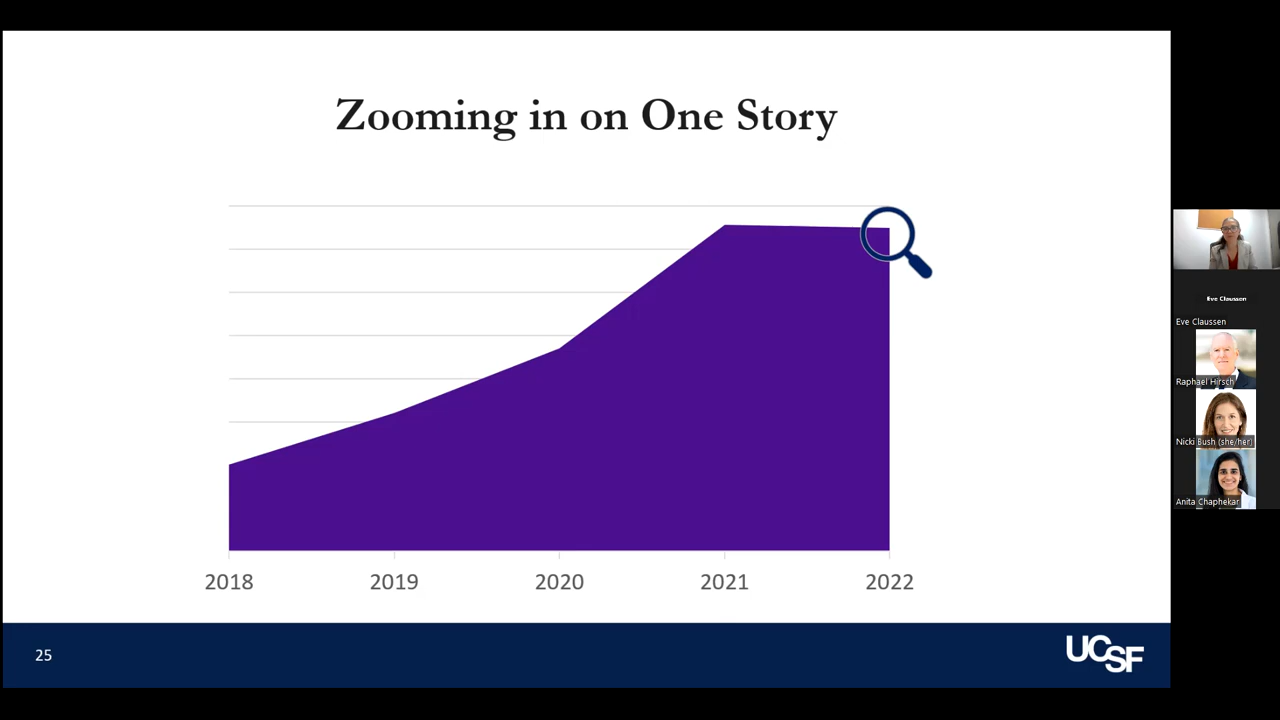 Zooming in on One Story
2018 2019 2020 2021 2022
25
UCSF
Eve Claussen
Eve Claussen
Raphael Hirsch
Nicki Bush (she/her)
Anita Chaphekar